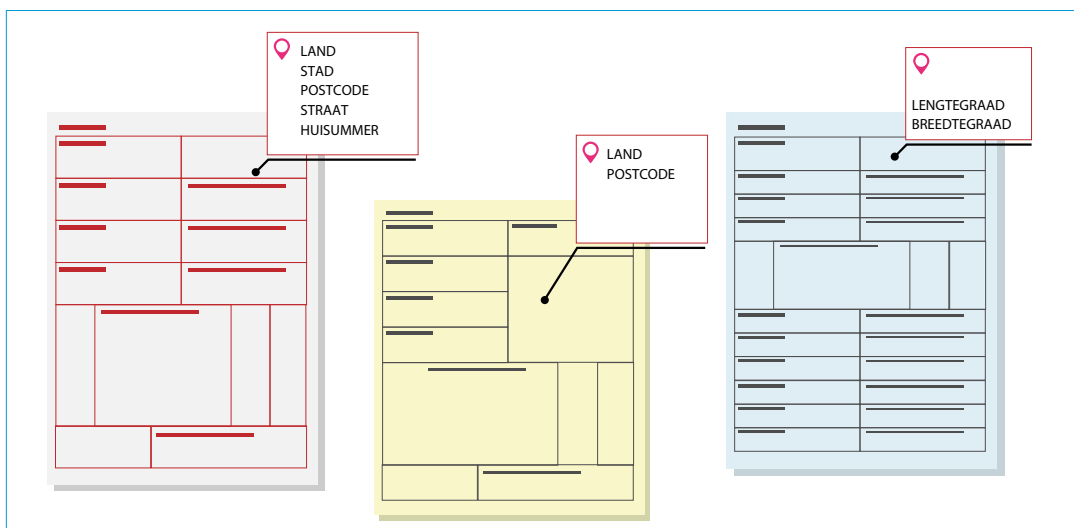 LAND
STAD
POSTCODE
STRAAT
HUISUMMER
LAND
POSTCODE
LENGTEGRAAD
BREEDTEGRAAD